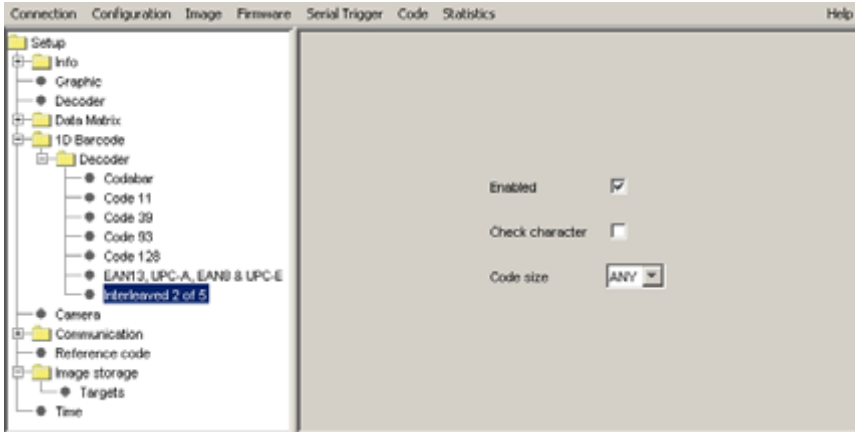 Connection Configuration Image Firmware Serial Trigger Code Statistics Help
Setup
Info
Graphic
Decoder
Data Matrix
1D Barcode
Decoder
Codabar
Code 11
Code 39
Code 93
Code 128
EAN13, UPC-A, EAN8 & UPC-E
Interleaved 2 of 5
Camera
Communication
Reference code
Image storage
Targets
Time
Enabled
Check character
Code size ANY